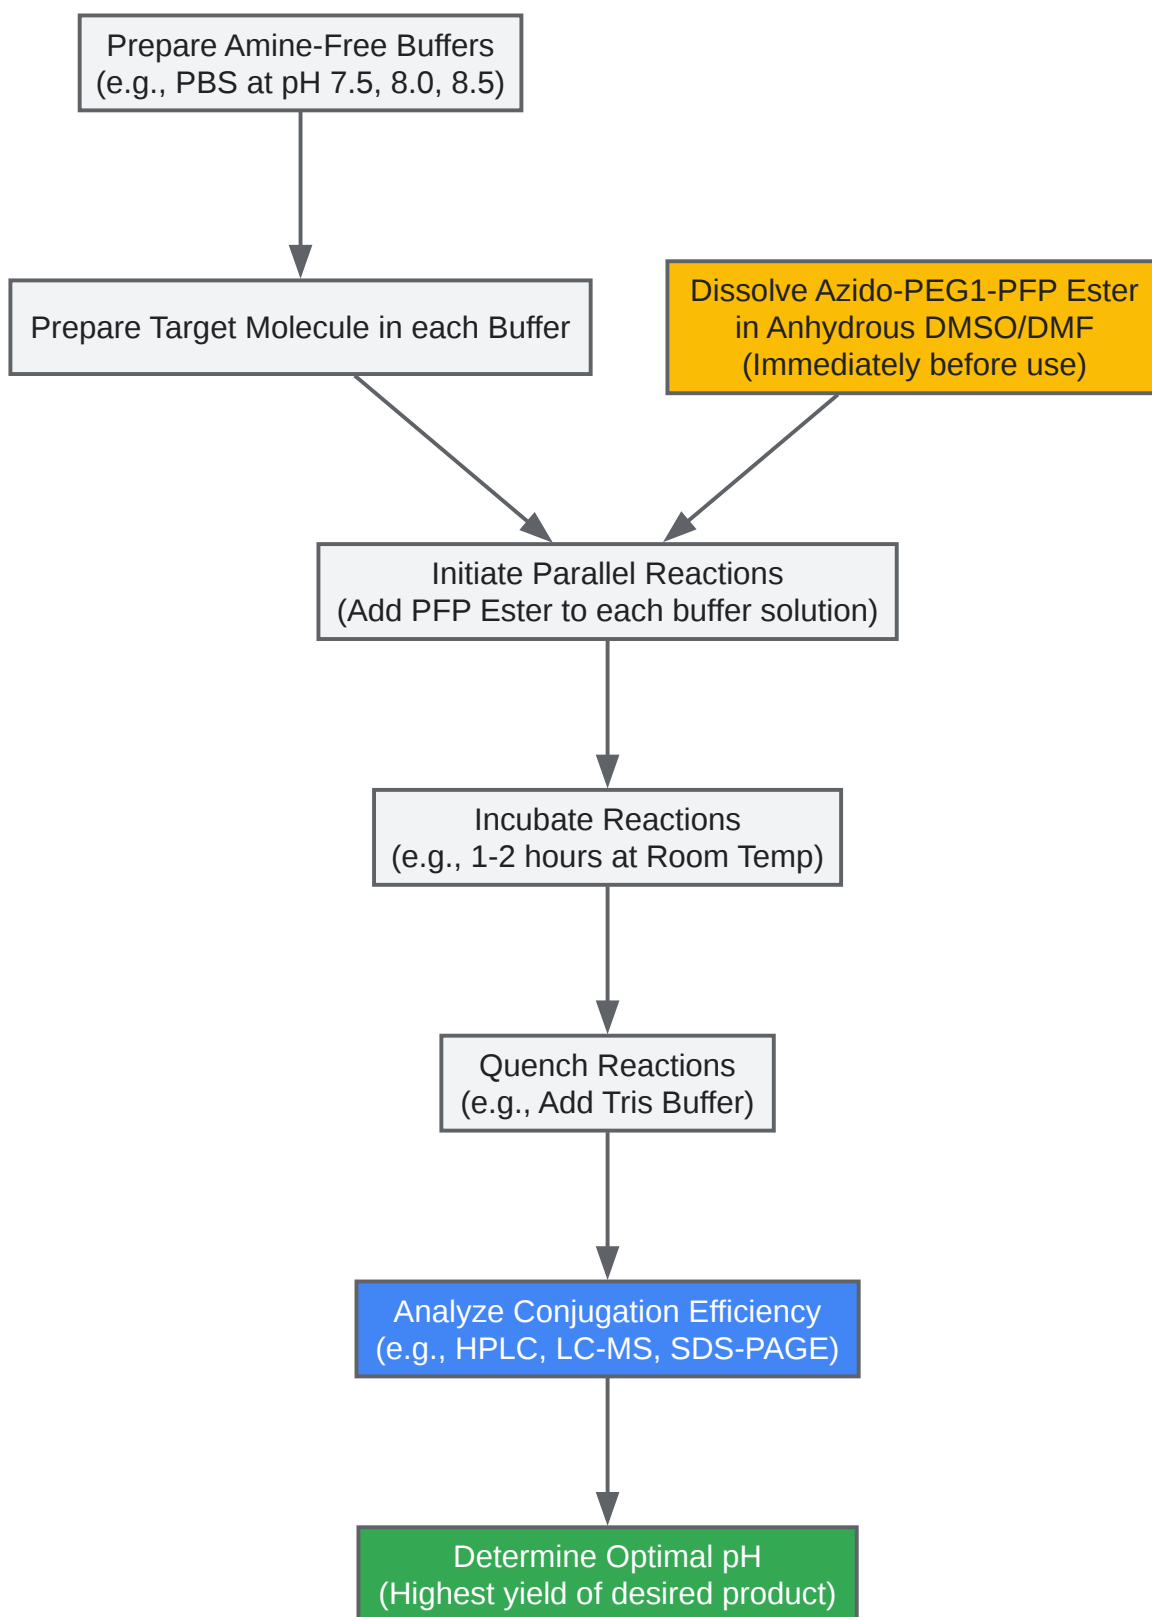 Prepare Amine-Free Buffers
(e.g., PBS at pH 7.5, 8.0, 8.5)
Prepare Target Molecule in each Buffer
Dissolve Azido-PEG1-PFP Ester
in Anhydrous DMSO/DMF
(Immediately before use)
Initiate Parallel Reactions
(Add PFP Ester to each buffer solution)
Incubate Reactions
(e.g., 1-2 hours at Room Temp)
Quench Reactions
(e.g., Add Tris Buffer)
Analyze Conjugation Efficiency
(e.g., HPLC, LC-MS, SDS-PAGE)
Determine Optimal pH
(Highest yield of desired product)